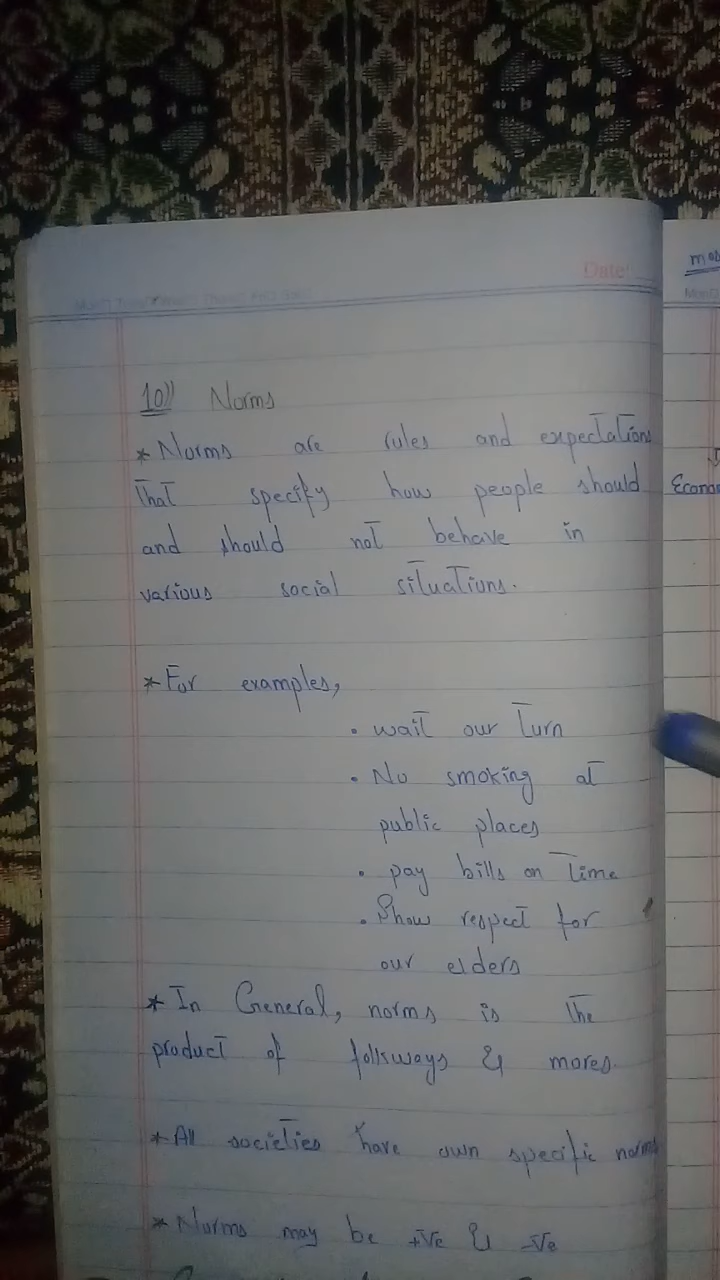 Date:
10)) Norms
* Norms are rules and expectations
that specify how people should
and should not behave in
various social situations.
* For examples,
• wait our turn
• No smoking at
public places
• pay bills on time
• Show respect for
our elders
* In General, norms is the
product of folkways & mores.
* All societies have own specific norms
* Norms may be +ve & -ve